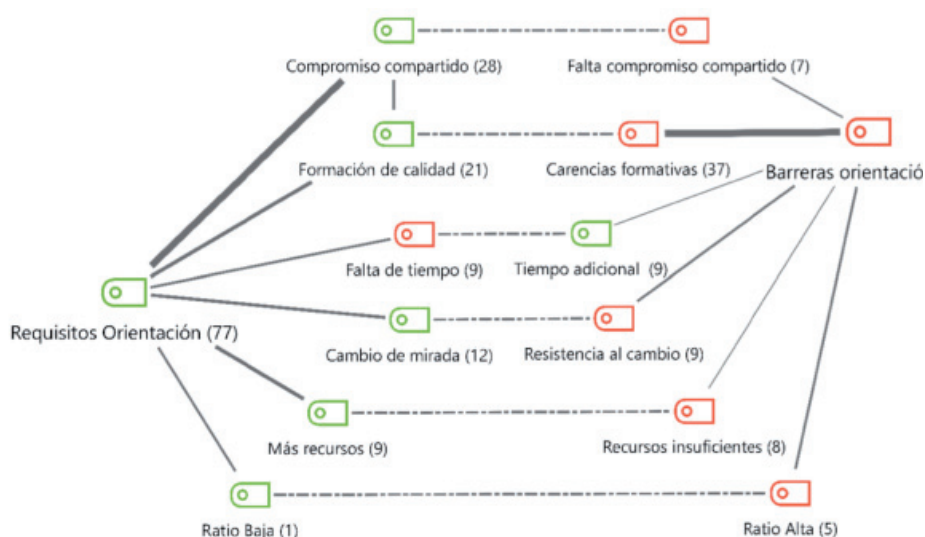 Compromiso compartido (28)
Falta compromiso compartido (7)
Formación de calidad (21)
Carencias formativas (37)
Barreras orientació
Falta de tiempo (9)
Tiempo adicional (9)
Requisitos Orientación (77)
Cambio de mirada (12)
Resistencia al cambio (9)
Más recursos (9)
Recursos insuficientes (8)
Ratio Baja (1)
Ratio Alta (5)